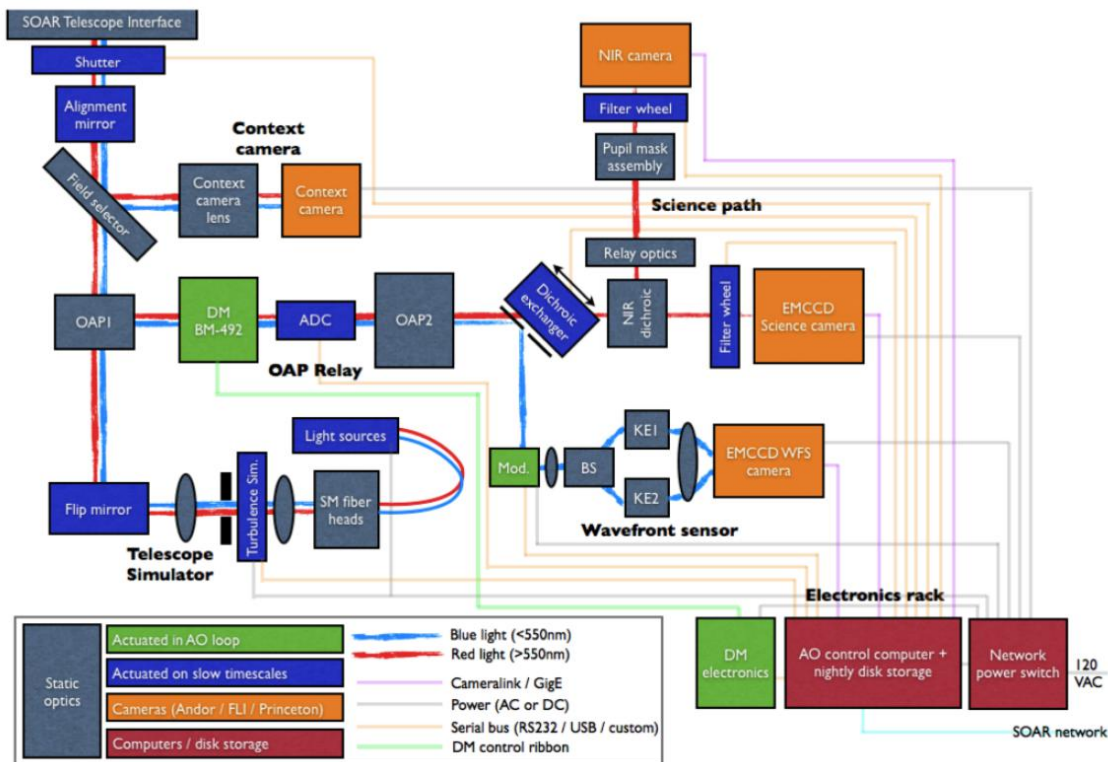 SOAR Telescope Interface
Shutter
Alignment
mirror
Field selector
Context
camera
Context
camera
lens
Context
camera
NIR camera
Filter wheel
Pupil mask
assembly
Science path
Relay optics
NIR
dichroic
Dichroic
exchanger
Filter wheel
EMCCD
Science camera
OAP1
DM
BM-492
ADC
OAP2
OAP Relay
Light sources
Flip mirror
Turbulence Sim.
SM fiber
heads
Telescope
Simulator
Mod.
BS
KE1
KE2
EMCCD WFS
camera
Wavefront sensor
Electronics rack
DM
electronics
AO control computer +
nightly disk storage
Network
power switch
120
VAC
SOAR network
Static
optics
Actuated in AO loop
Actuated on slow timescales
Cameras (Andor / FLI / Princeton)
Computers / disk storage
Blue light (<550nm)
Red light (>550nm)
Cameralink / GigE
Power (AC or DC)
Serial bus (RS232 / USB / custom)
DM control ribbon